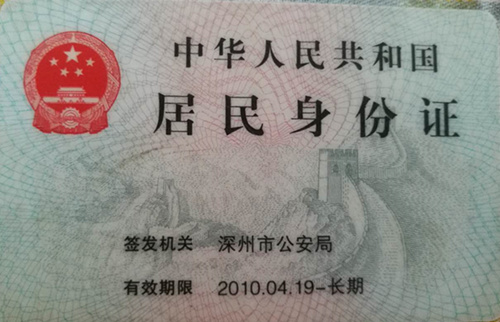 中华人民共和国
居民身份证
签发机关 深州市公安局
有效期限 2010.04.19-长期